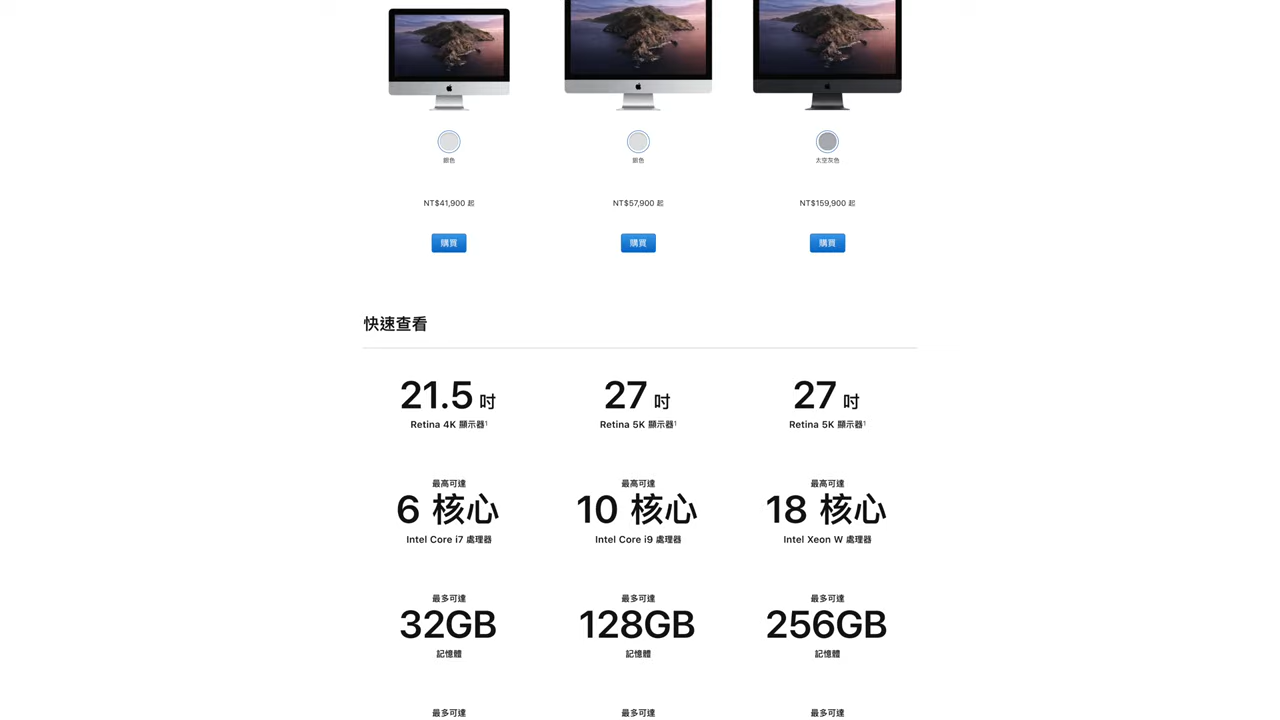 銀色 銀色 太空灰色
NT$41,900 起 NT$57,900 起 NT$159,900 起
購買 購買 購買
快速查看
21.5 吋 27 吋 27 吋
Retina 4K 顯示器¹ Retina 5K 顯示器¹ Retina 5K 顯示器¹
最高可達 最高可達 最高可達
6 核心 10 核心 18 核心
Intel Core i7 處理器 Intel Core i9 處理器 Intel Xeon W 處理器
最多可達 最多可達 最多可達
32GB 128GB 256GB
記憶體 記憶體 記憶體
最多可達 最多可達 最多可達